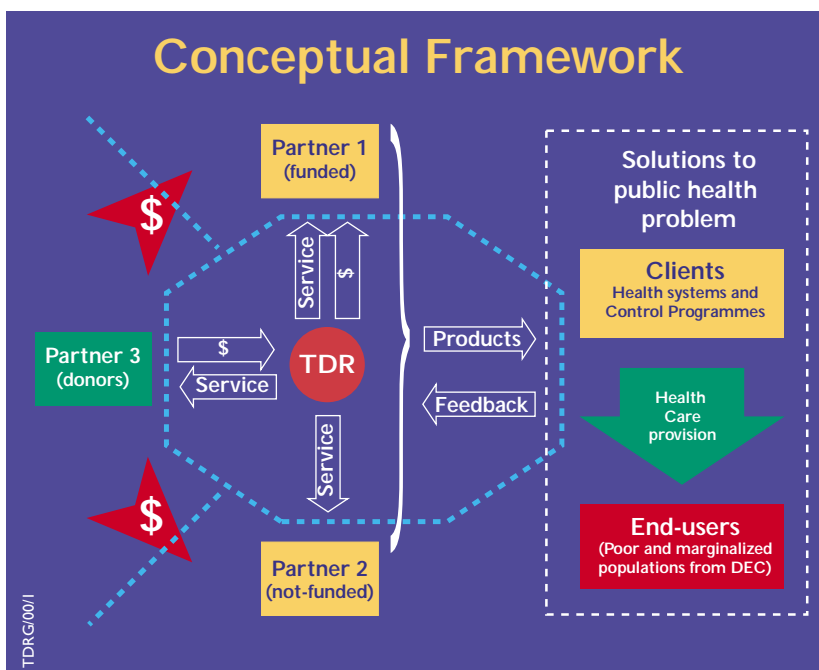 Conceptual Framework
Partner 1
(funded)
$
Service
$
Partner 3
(donors)
$
Service
TDR
Service
$
Partner 2
(not-funded)
Products
Feedback
Solutions to
public health
problem
Clients
Health systems and
Control Programmes
Health
Care
provision
End-users
(Poor and marginalized
populations from DEC)
TDRG/00/1